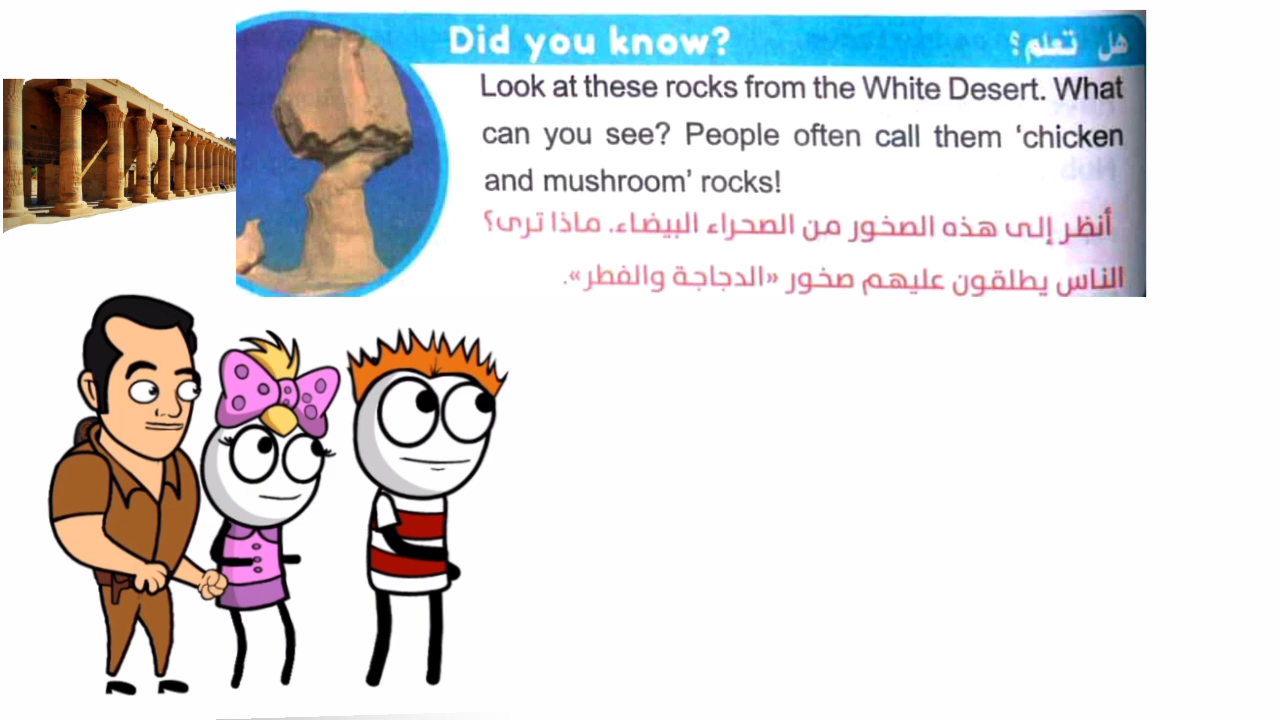 Did you know?
هل تعلم؟
Look at these rocks from the White Desert. What
can you see? People often call them ‘chicken
and mushroom’ rocks!
أنظر إلى هذه الصخور من الصحراء البيضاء. ماذا ترى؟
الناس يطلقون عليهم صخور «الدجاجة والفطر».